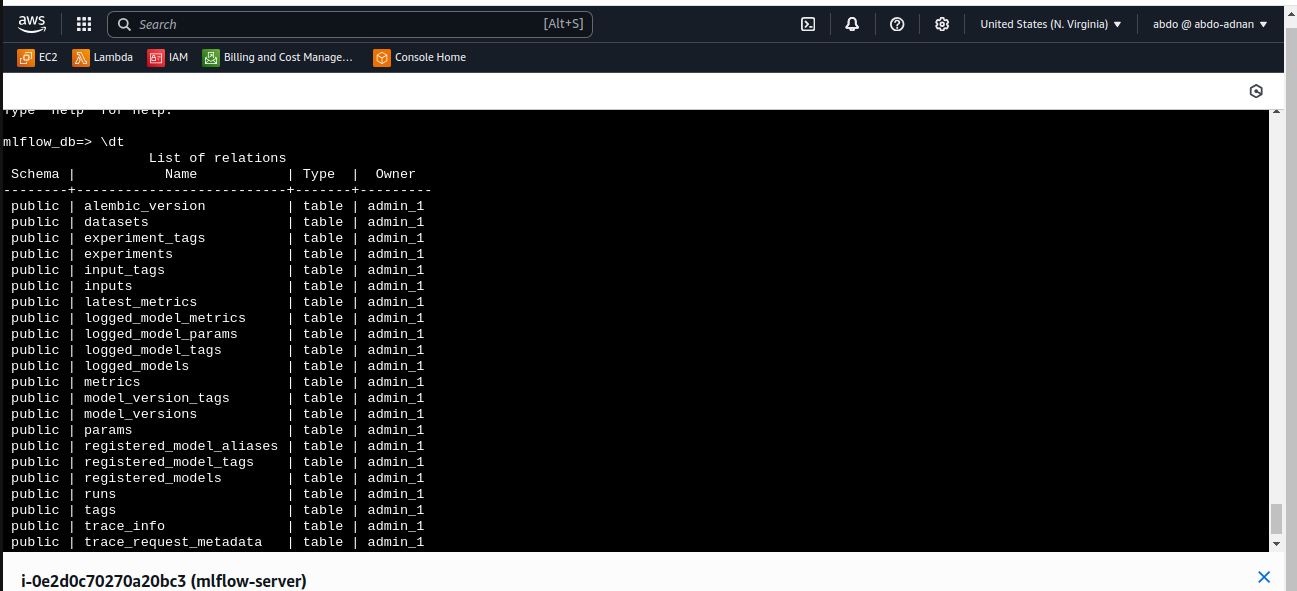 aws
Search [Alt+S]
United States (N. Virginia) abdo @ abdo-adnan
EC2 Lambda IAM Billing and Cost Manage... Console Home
Type "help" for help.
mlflow_db=> \dt
List of relations
Schema | Name | Type | Owner
--------+---------------------------+-------+---------
public | alembic_version | table | admin_1
public | datasets | table | admin_1
public | experiment_tags | table | admin_1
public | experiments | table | admin_1
public | input_tags | table | admin_1
public | inputs | table | admin_1
public | latest_metrics | table | admin_1
public | logged_model_metrics | table | admin_1
public | logged_model_params | table | admin_1
public | logged_model_tags | table | admin_1
public | logged_models | table | admin_1
public | metrics | table | admin_1
public | model_version_tags | table | admin_1
public | model_versions | table | admin_1
public | params | table | admin_1
public | registered_model_aliases | table | admin_1
public | registered_model_tags | table | admin_1
public | registered_models | table | admin_1
public | runs | table | admin_1
public | tags | table | admin_1
public | trace_info | table | admin_1
public | trace_request_metadata | table | admin_1
i-0e2d0c70270a20bc3 (mlflow-server)